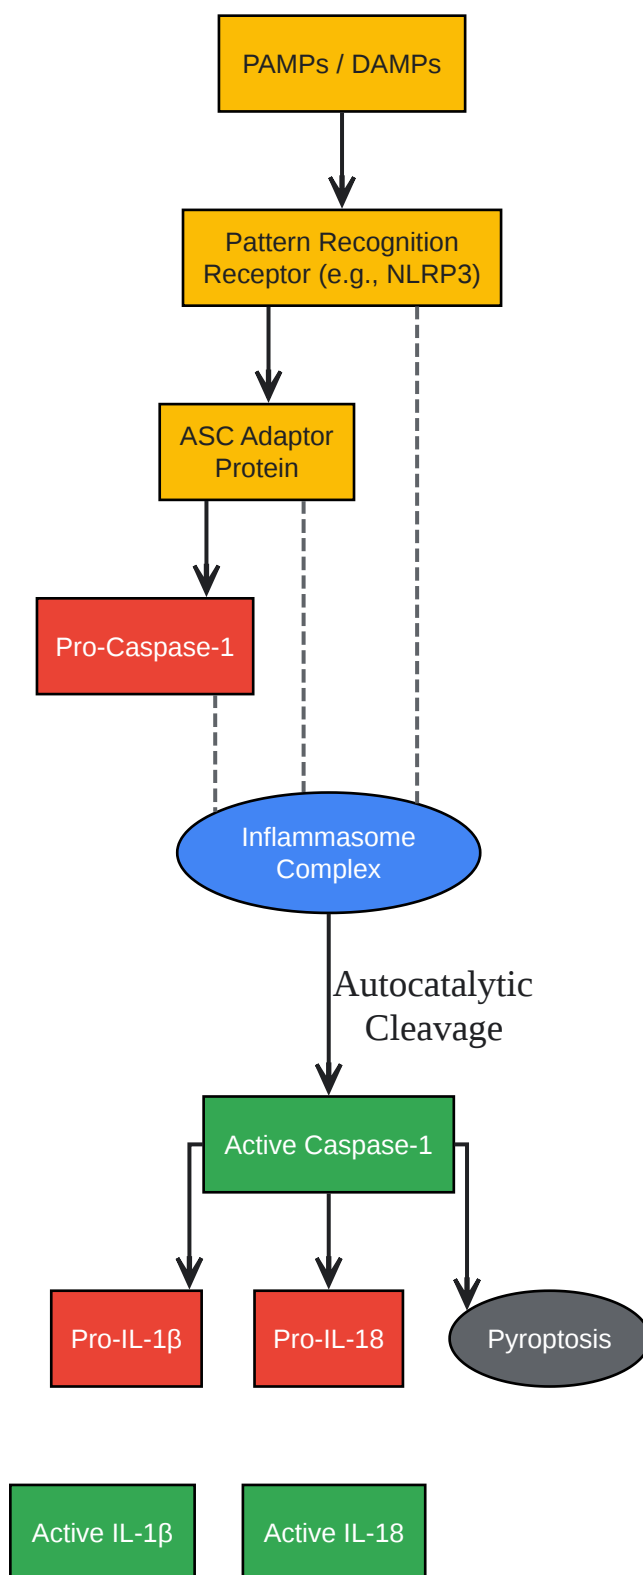 PAMPs / DAMPs
Pattern Recognition
Receptor (e.g., NLRP3)
ASC Adaptor
Protein
Pro-Caspase-1
Inflammasome
Complex
Autocatalytic
Cleavage
Active Caspase-1
Pro-IL-1β
Pro-IL-18
Pyroptosis
Active IL-1β
Active IL-18